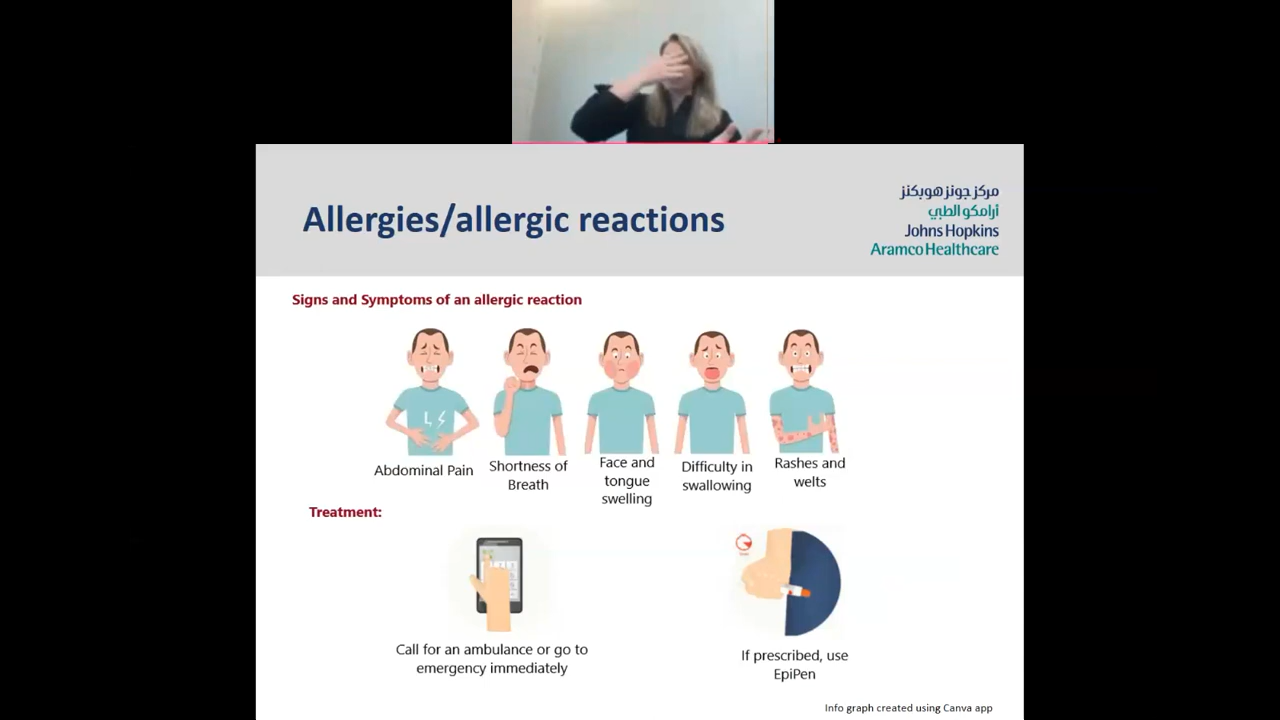 Allergies/allergic reactions
مركز جونز هوبكنز
أرامكو الطبي
Johns Hopkins
Aramco Healthcare
Signs and Symptoms of an allergic reaction
Abdominal Pain
Shortness of
Breath
Face and
tongue
swelling
Difficulty in
swallowing
Rashes and
welts
Treatment:
Call for an ambulance or go to
emergency immediately
If prescribed, use
EpiPen
Info graph created using Canva app